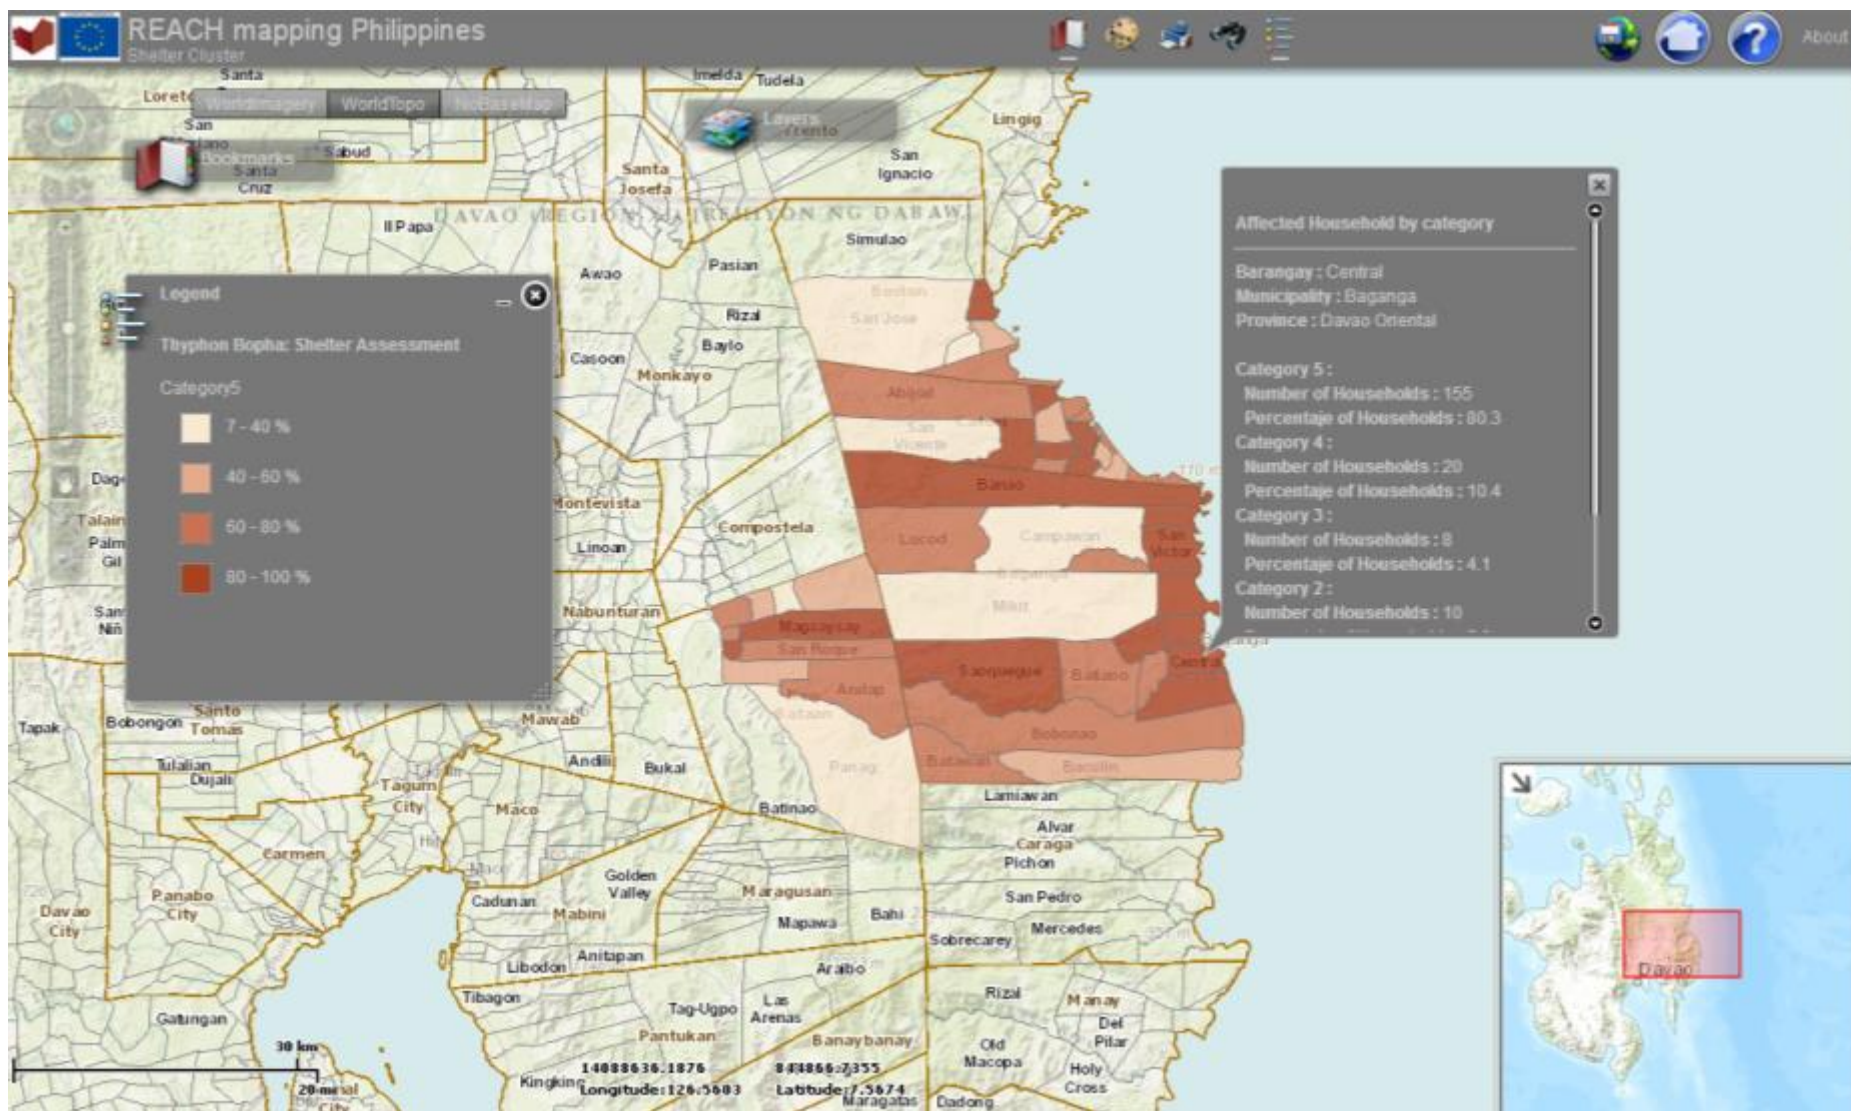 REACH mapping Philippines
Shelter Cluster
About
WorldImagery WorldTopo NoBaseMap
Bookmarks
Layers
Santa
San
Sabud
Santa
Cruz
Imelda
Tudela
Lingig
San
Ignacio
Santa
Josefa
Il Papa
Simulao
Awao
Pasian
Rizal
Baylo
Casoon
Monkayo
Legend
Thyphon Bopha: Shelter Assessment
Category5
7 - 40 %
40 - 60 %
60 - 80 %
80 - 100 %
Affected Household by category
Barangay : Central
Municipality : Baganga
Province : Davao Oriental
Category 5 :
Number of Households : 155
Percentaje of Households : 80.3
Category 4 :
Number of Households : 20
Percentaje of Households : 10.4
Category 3 :
Number of Households : 8
Percentaje of Households : 4.1
Category 2 :
Number of Households : 10
San Jose
San
Vicente
Banao
Campawan
San
Victor
Lucod
Mikit
Montevista
Compostela
Linoan
Nabunturan
Magsaysay
San Roque
Saoquegue
Batiano
Central
Aralap
Bobonao
Panag
Baculin
Tapak
Bobongon
Santo
Tomas
Tulalian
Dujali
Mawab
Andili
Bukal
Batinao
Tagum
City
Maco
Carmen
Panabo
City
Davao
City
Gatungan
Golden
Valley
Cadunan
Mabini
Anitapan
Libodon
Maragusan
Mapawa
Bahi
Lamiawan
Alvar
Caraga
Pichon
San Pedro
Mercedes
Sobrecarey
Araibo
Tibagon
Tag-Ugpo
Las
Arenas
Pantukan
Banaybanay
Rizal
Manay
Del
Pilar
Old
Macopa
Holy
Cross
Kingking
Maragatas
Dadong
30 km
20 mi
14088636.1876
Longitude:126.5603
Latitude:7.5674
Davao